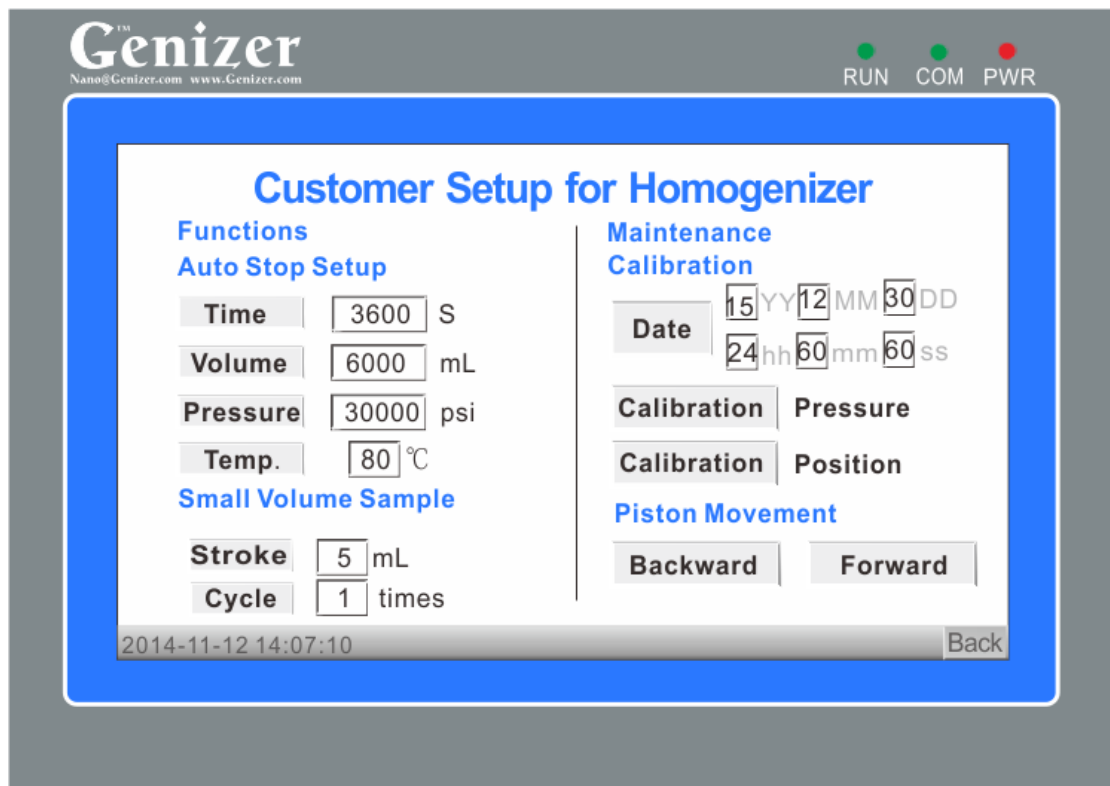 Genizer™
Nano@Genizer.com www.Genizer.com
RUN COM PWR
Customer Setup for Homogenizer
Functions
Auto Stop Setup
Time 3600 S
Volume 6000 mL
Pressure 30000 psi
Temp. 80 ℃
Small Volume Sample
Stroke 5 mL
Cycle 1 times
Maintenance
Calibration
Date 15 YY 12 MM 30 DD
24 hh 60 mm 60 ss
Calibration Pressure
Calibration Position
Piston Movement
Backward Forward
2014-11-12 14:07:10 Back